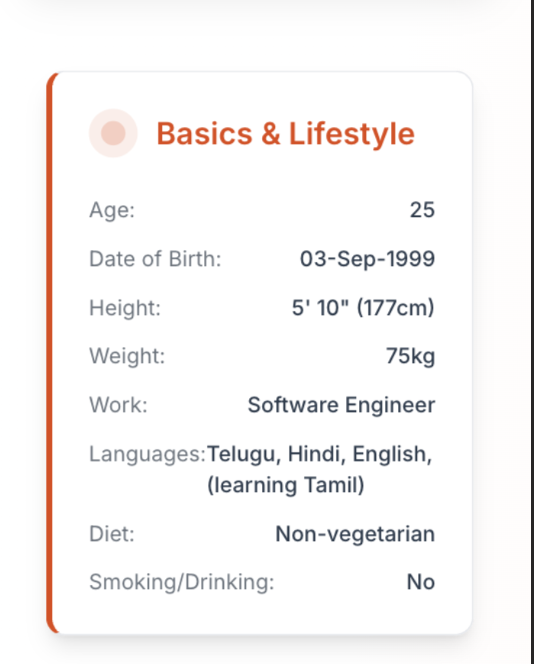 Basics & Lifestyle
Age: 25
Date of Birth: 03-Sep-1999
Height: 5' 10" (177cm)
Weight: 75kg
Work: Software Engineer
Languages: Telugu, Hindi, English,
(learning Tamil)
Diet: Non-vegetarian
Smoking/Drinking: No